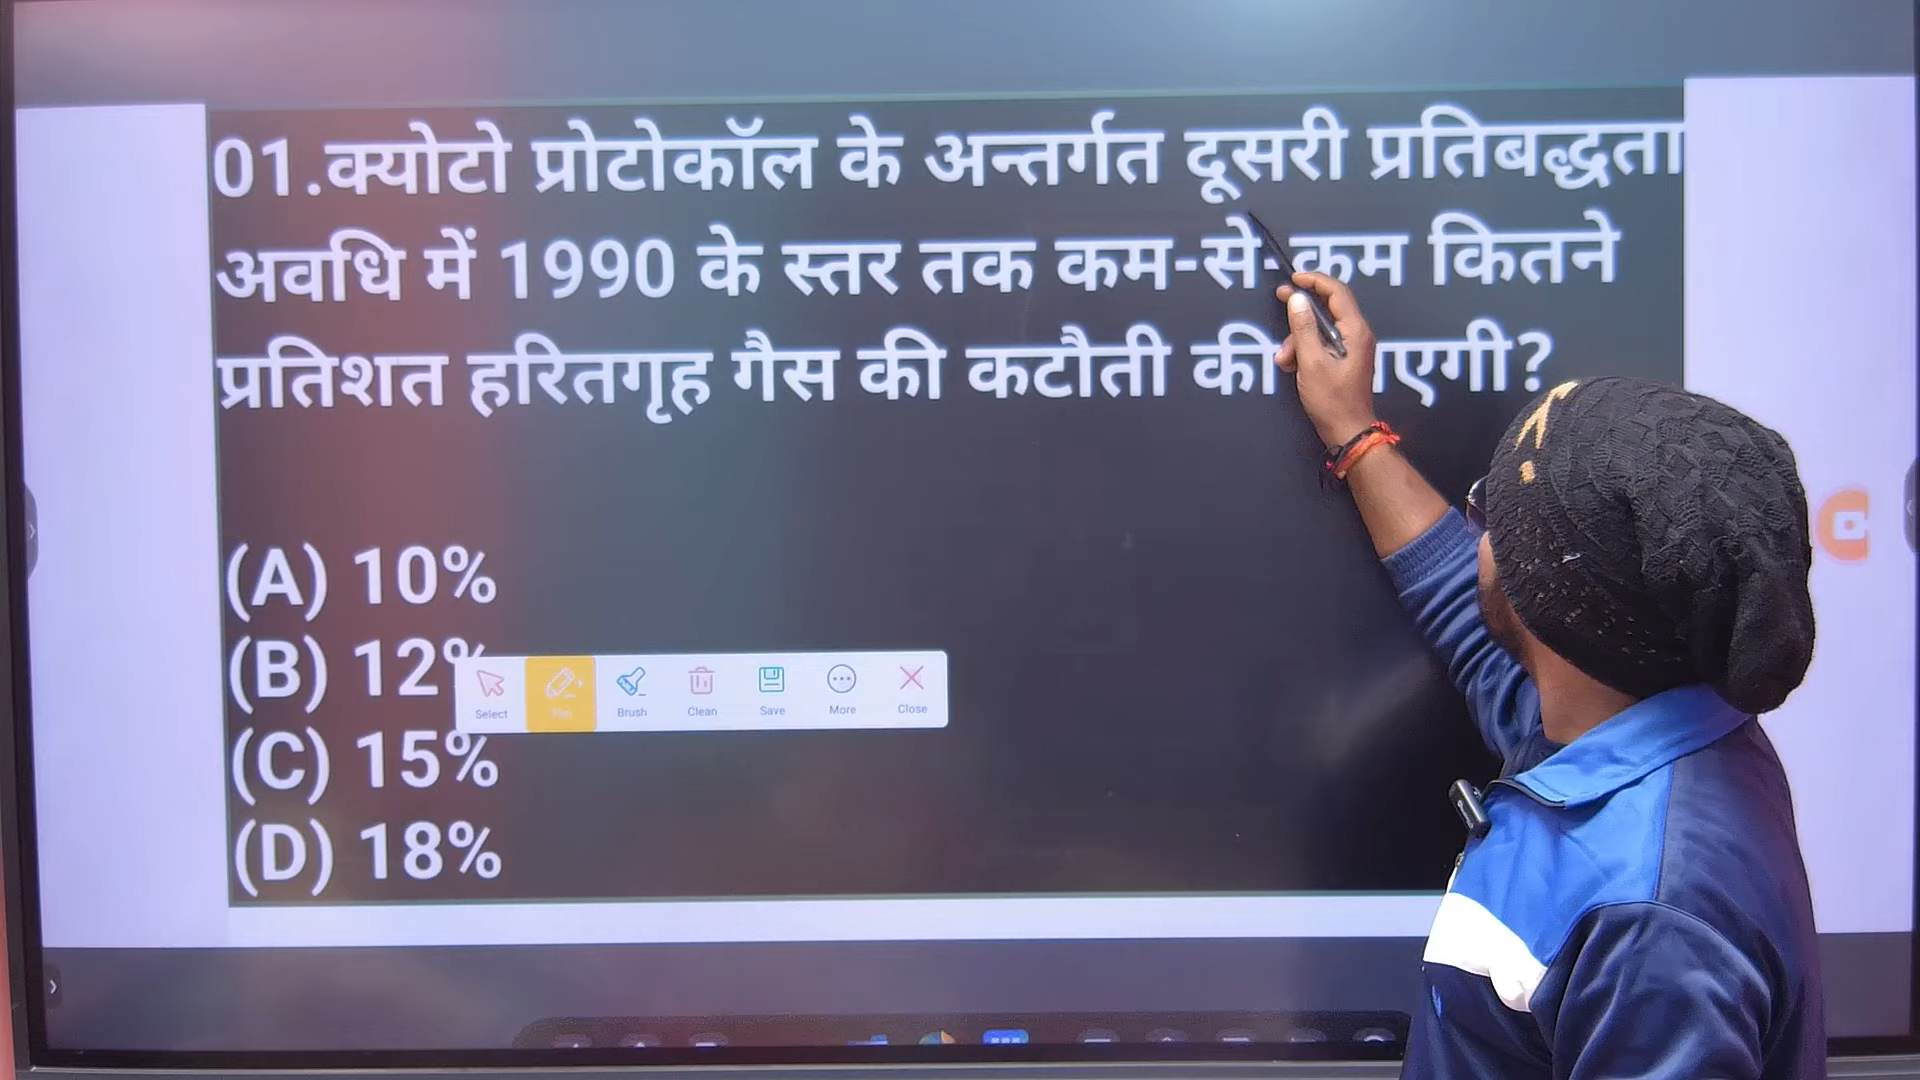 01.क्योटो प्रोटोकॉल के अन्तर्गत दूसरी प्रतिबद्धता
अवधि में 1990 के स्तर तक कम-से-कम कितने
प्रतिशत हरितगृह गैस की कटौती की
(A) 10%
(B) 12%
(C) 15%
(D) 18%
Select Brush Clean Save More Close